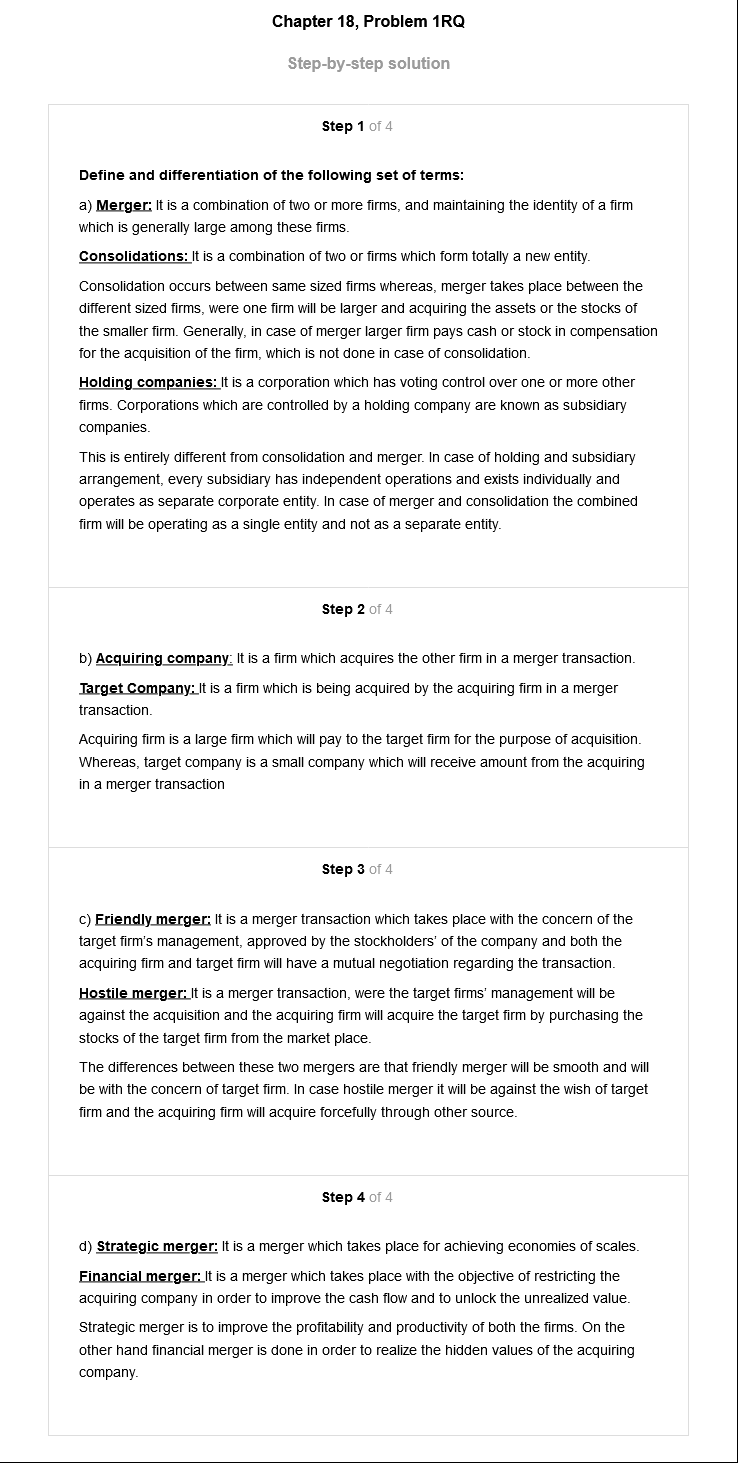 Chapter 18, Problem 1RQ
Step-by-step solution
Step 1 of 4
Define and differentiation of the following set of terms:
a) Merger: It is a combination of two or more firms, and maintaining the identity of a firm
which is generally large among these firms.
Consolidations: It is a combination of two or firms which form totally a new entity.
Consolidation occurs between same sized firms whereas, merger takes place between the
different sized firms, were one firm will be larger and acquiring the assets or the stocks of
the smaller firm. Generally, in case of merger larger firm pays cash or stock in compensation
for the acquisition of the firm, which is not done in case of consolidation.
Holding companies: It is a corporation which has voting control over one or more other
firms. Corporations which are controlled by a holding company are known as subsidiary
companies.
This is entirely different from consolidation and merger. In case of holding and subsidiary
arrangement, every subsidiary has independent operations and exists individually and
operates as separate corporate entity. In case of merger and consolidation the combined
firm will be operating as a single entity and not as a separate entity.
Step 2 of 4
b) Acquiring company: It is a firm which acquires the other firm in a merger transaction.
Target Company: It is a firm which is being acquired by the acquiring firm in a merger
transaction.
Acquiring firm is a large firm which will pay to the target firm for the purpose of acquisition.
Whereas, target company is a small company which will receive amount from the acquiring
in a merger transaction
Step 3 of 4
c) Friendly merger: It is a merger transaction which takes place with the concern of the
target firm's management, approved by the stockholders' of the company and both the
acquiring firm and target firm will have a mutual negotiation regarding the transaction.
Hostile merger: It is a merger transaction, were the target firms' management will be
against the acquisition and the acquiring firm will acquire the target firm by purchasing the
stocks of the target firm from the market place.
The differences between these two mergers are that friendly merger will be smooth and will
be with the concern of target firm. In case hostile merger it will be against the wish of target
firm and the acquiring firm will acquire forcefully through other source.
Step 4 of 4
d) Strategic merger: It is a merger which takes place for achieving economies of scales.
Financial merger: It is a merger which takes place with the objective of restricting the
acquiring company in order to improve the cash flow and to unlock the unrealized value.
Strategic merger is to improve the profitability and productivity of both the firms. On the
other hand financial merger is done in order to realize the hidden values of the acquiring
company.